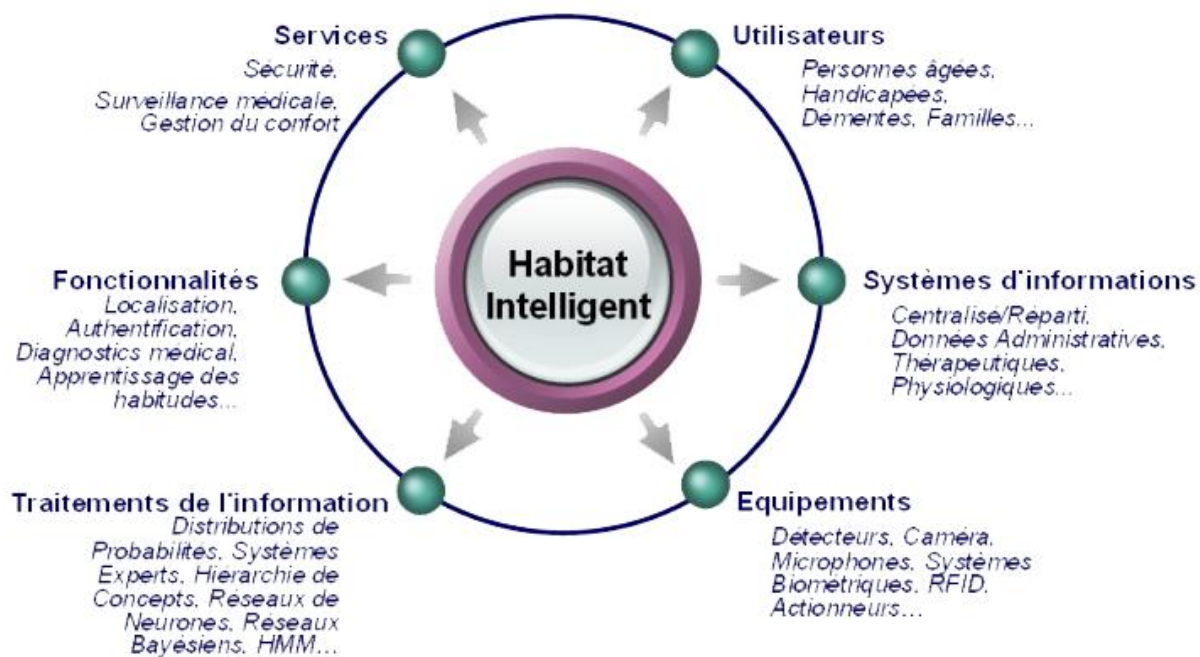 Services
Sécurité,
Surveillance médicale,
Gestion du confort
Utilisateurs
Personnes âgées,
Handicapées,
Démentes, Familles...
Habitat
Intelligent
Fonctionnalités
Localisation,
Authentification,
Diagnostics médical,
Apprentissage des
habitudes...
Systèmes d'informations
Centralisé/Réparti,
Données Administratives,
Thérapeutiques,
Physiologiques...
Traitements de l'information
Distributions de
Probabilités, Systèmes
Experts, Hiérarchie de
Concepts, Réseaux de
Neurones, Réseaux
Bayésiens, HMM...
Equipements
Détecteurs, Caméra,
Microphones, Systèmes
Biométriques, RFID,
Actionneurs...